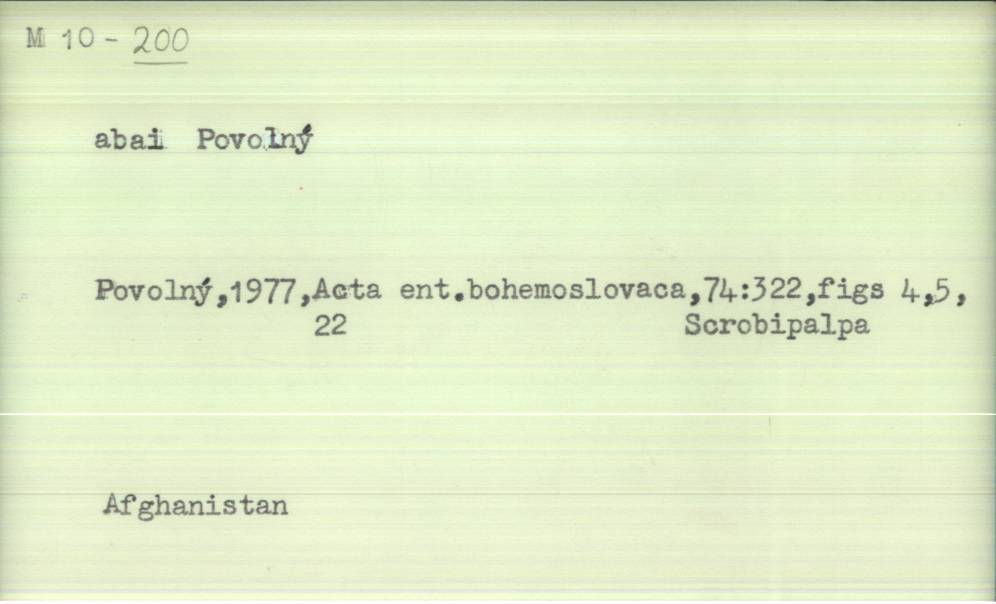 M 10 - 200
abai Povolný
Povolný,1977,Acta ent.bohemoslovaca,74:322,figs 4,5,
22 Scrobipalpa
Afghanistan